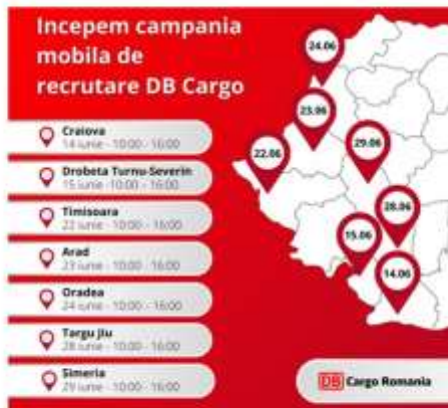 Incepem campania
mobila de
recrutare DB Cargo
Craiova
14 iunie - 10:00 - 16:00
Drobeta Turnu-Severin
15 iunie -10:00 - 16:00
Timisoara
22 iunie - 10:00 - 16:00
Arad
23 iunie - 10:00 - 16:00
Oradea
24 iunie - 10:00 - 16:00
Targu Jiu
28 iunie - 10:00 - 16:00
Simeria
29 iunie - 10:00 - 16:00
24.06
23.06
22.06
29.06
28.06
15.06
14.06
DB Cargo Romania